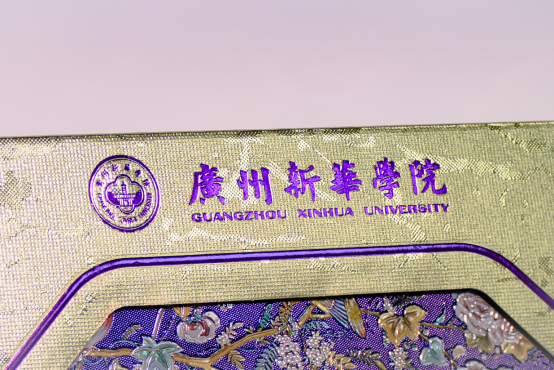 廣州新華學院
GUANGZHOU XINHUA UNIVERSITY